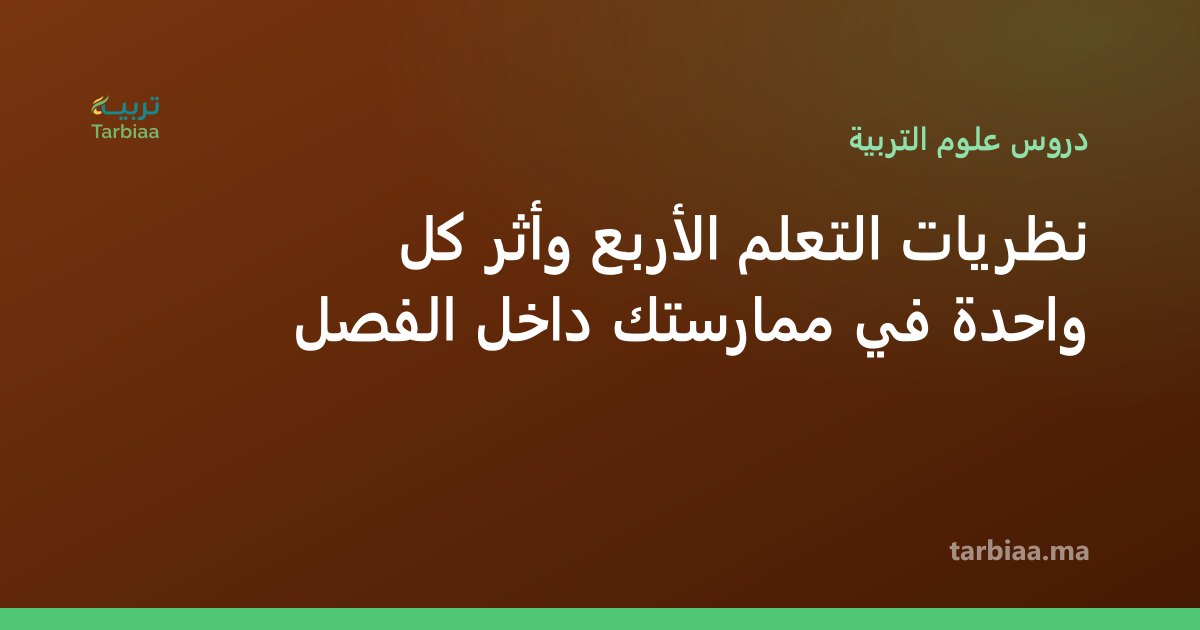 تربية
Tarbiaa
دروس علوم التربية
نظريات التعلم الأربع وأثر كل
واحدة في ممارستك داخل الفصل
tarbiaa.ma